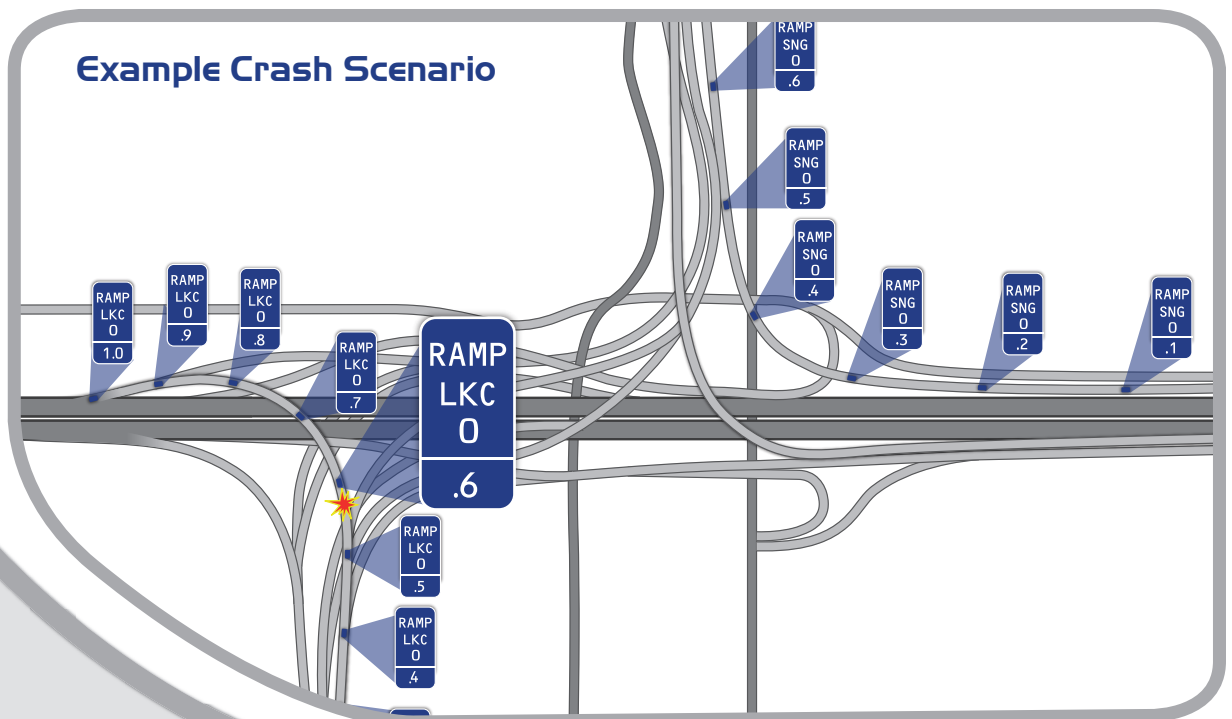 Example Crash Scenario
RAMP
SNG
0
.6
RAMP
SNG
0
.5
RAMP
SNG
0
.4
RAMP
SNG
0
.3
RAMP
SNG
0
.2
RAMP
SNG
0
.1
RAMP
LKC
0
1.0
RAMP
LKC
0
.9
RAMP
LKC
0
.8
RAMP
LKC
0
.7
RAMP
LKC
0
.6
RAMP
LKC
0
.5
RAMP
LKC
0
.4